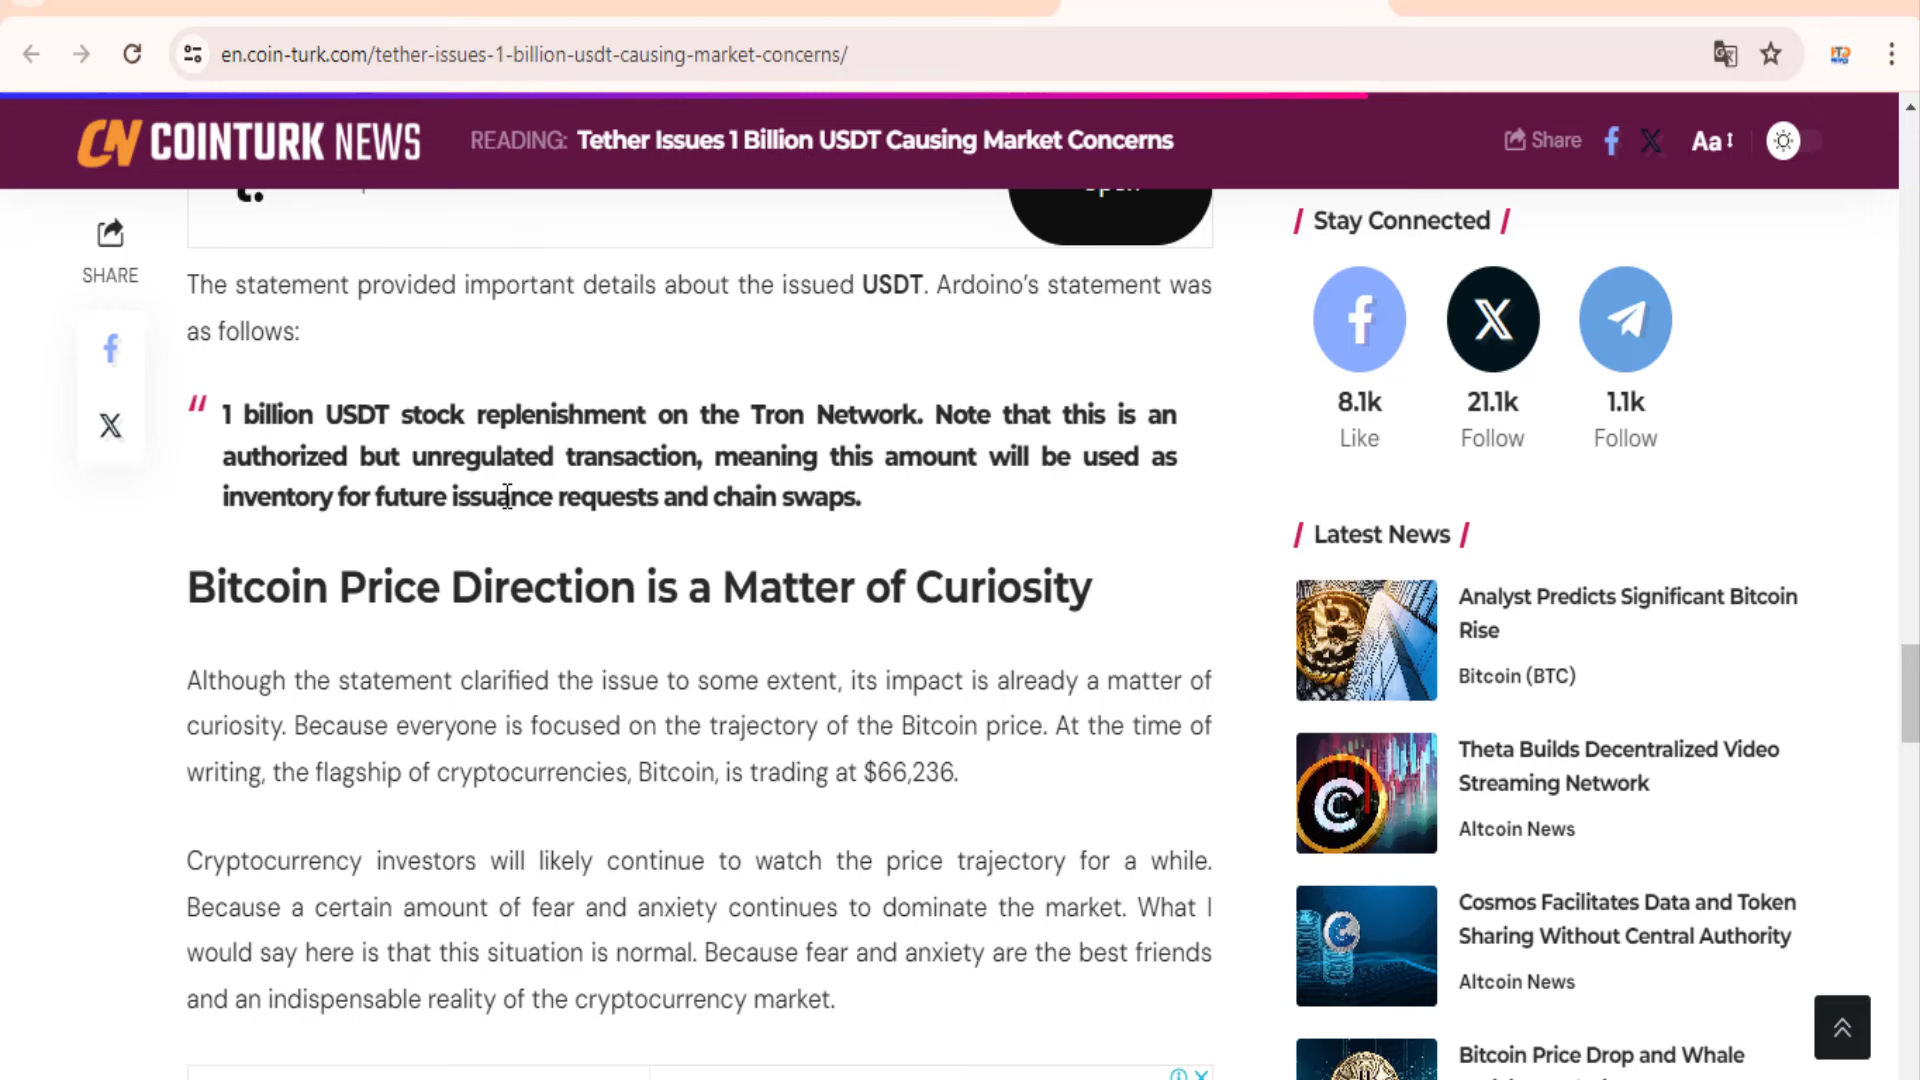 en.coin-turk.com/tether-issues-1-billion-usdt-causing-market-concerns/
CN COINTURK NEWS
READING: Tether Issues 1 Billion USDT Causing Market Concerns
Share
Aa
SHARE
The statement provided important details about the issued USDT. Ardoino's statement was
as follows:
1 billion USDT stock replenishment on the Tron Network. Note that this is an
authorized but unregulated transaction, meaning this amount will be used as
inventory for future issuance requests and chain swaps.
Bitcoin Price Direction is a Matter of Curiosity
Although the statement clarified the issue to some extent, its impact is already a matter of
curiosity. Because everyone is focused on the trajectory of the Bitcoin price. At the time of
writing, the flagship of cryptocurrencies, Bitcoin, is trading at $66,236.
Cryptocurrency investors will likely continue to watch the price trajectory for a while.
Because a certain amount of fear and anxiety continues to dominate the market. What I
would say here is that this situation is normal. Because fear and anxiety are the best friends
and an indispensable reality of the cryptocurrency market.
/ Stay Connected /
8.1k
Like
21.1k
Follow
1.1k
Follow
/ Latest News /
Analyst Predicts Significant Bitcoin
Rise
Bitcoin (BTC)
Theta Builds Decentralized Video
Streaming Network
Altcoin News
Cosmos Facilitates Data and Token
Sharing Without Central Authority
Altcoin News
Bitcoin Price Drop and Whale